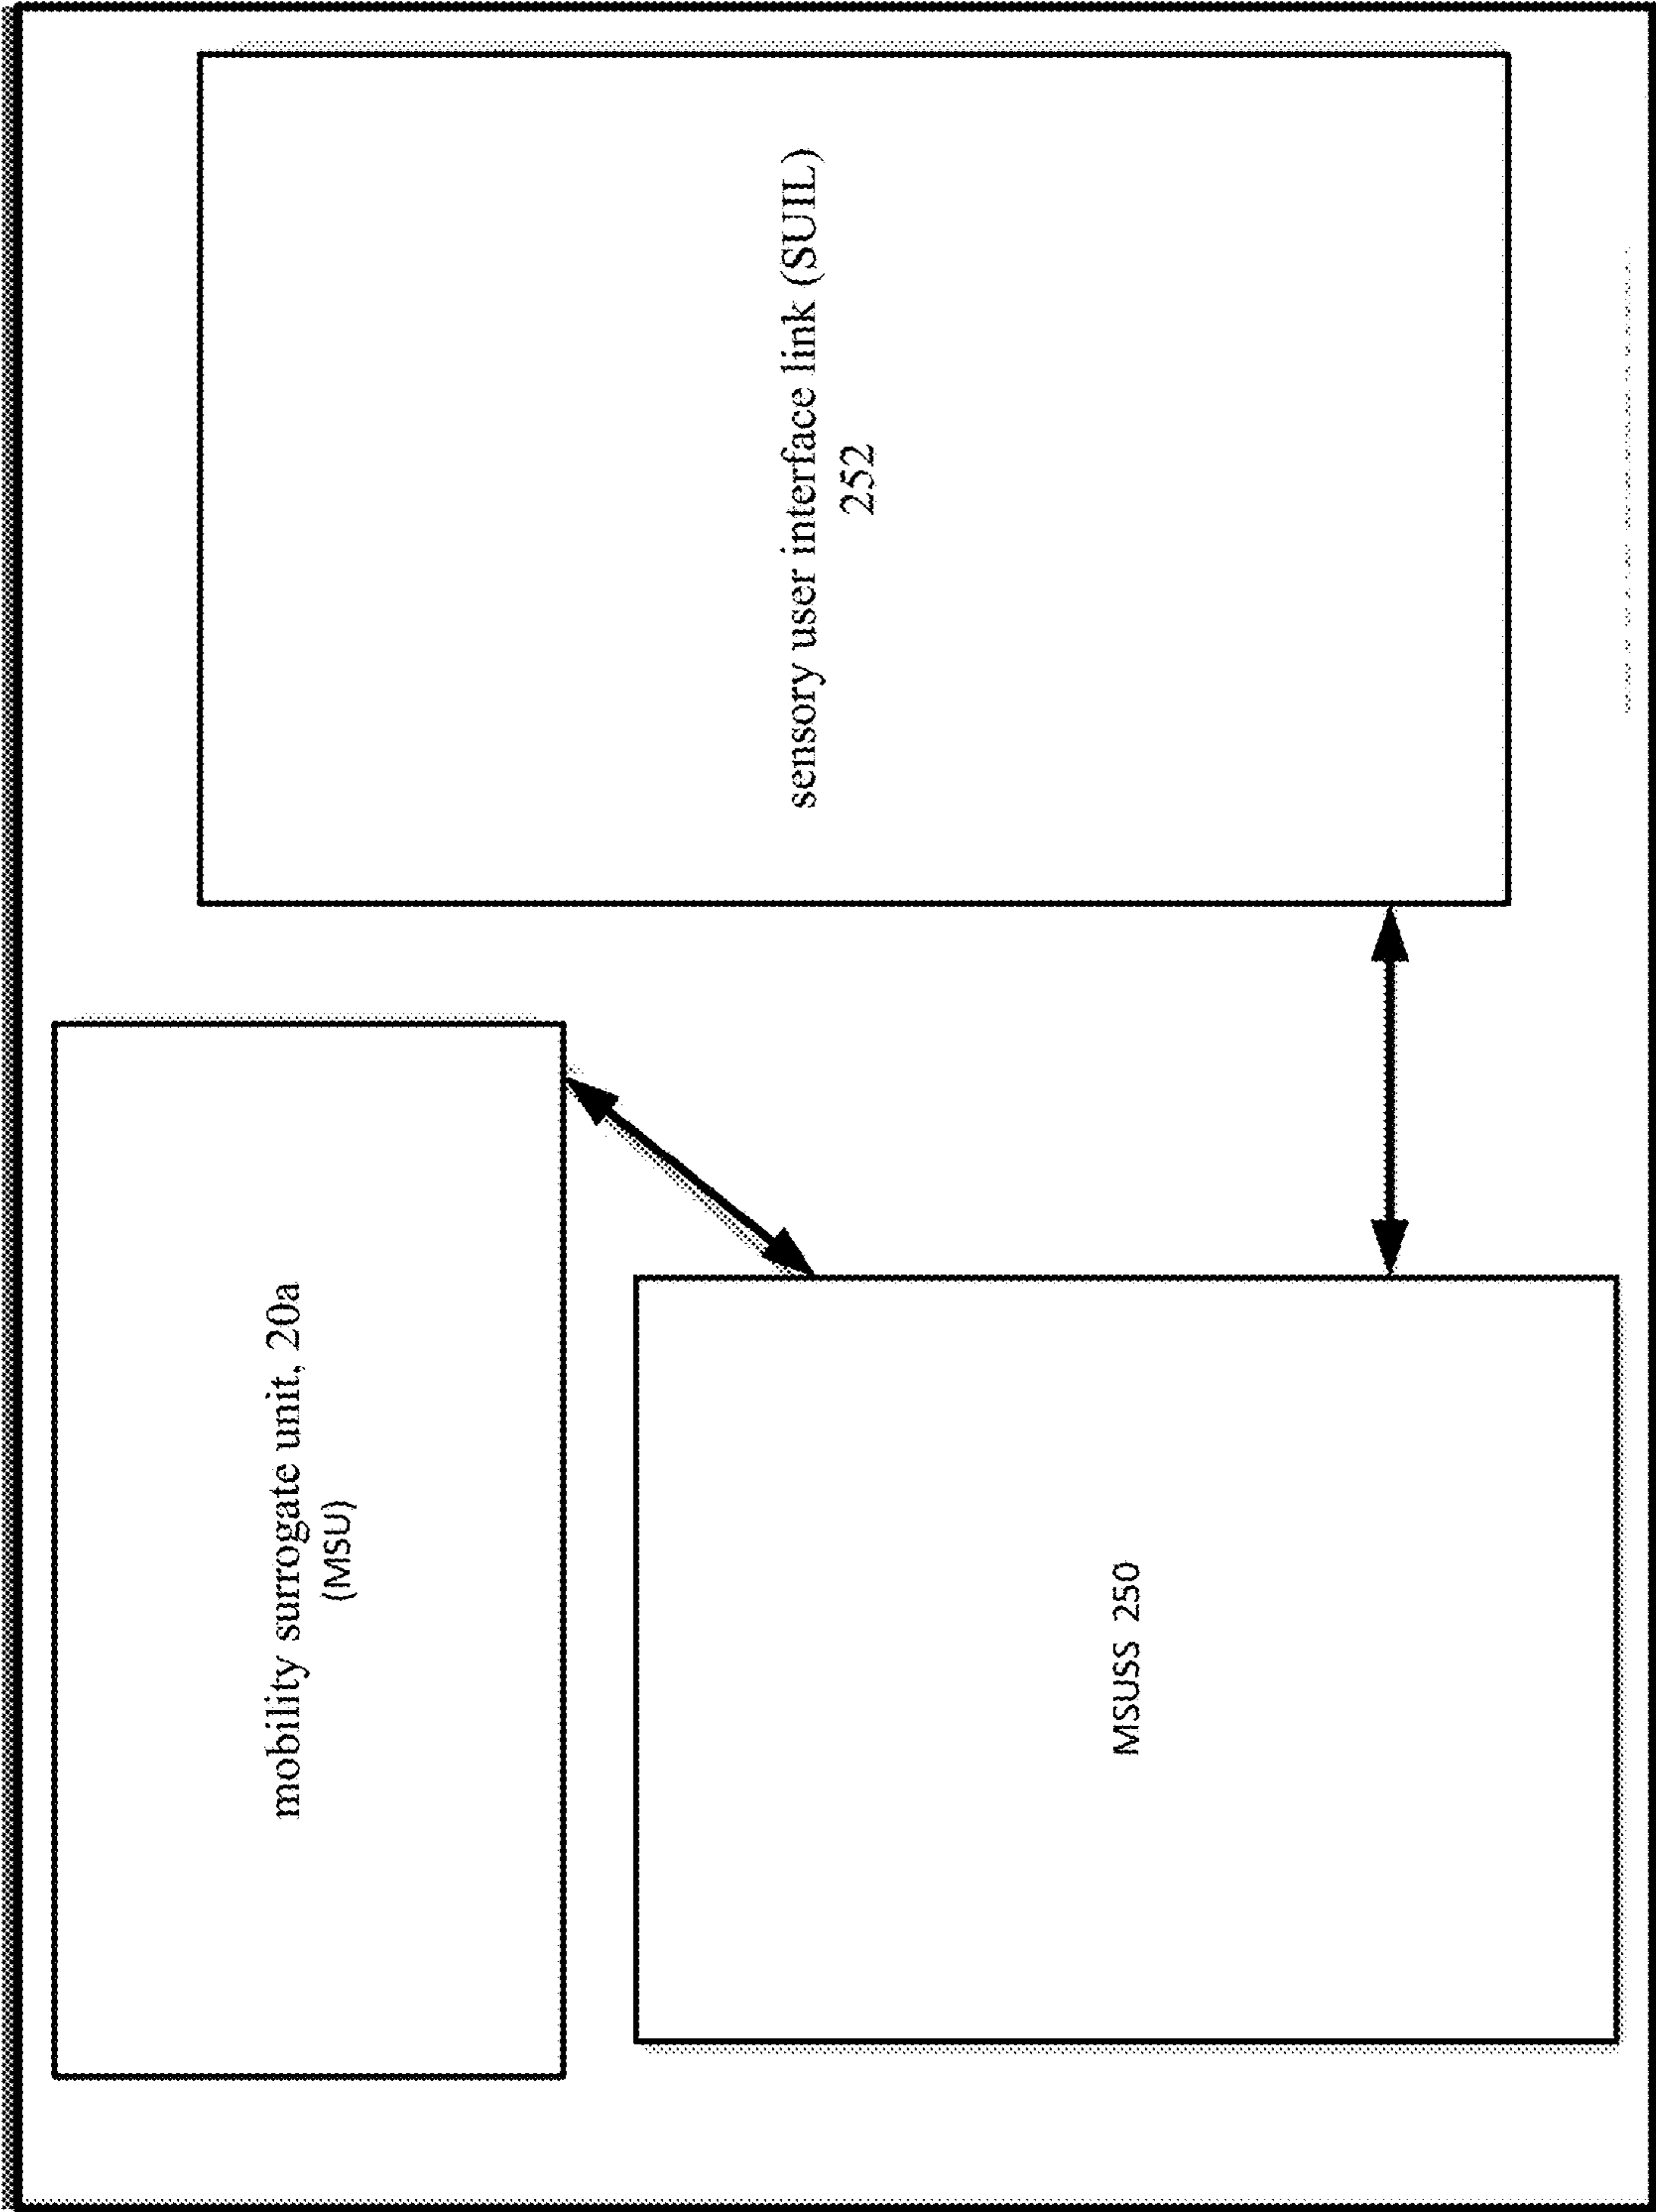 mobility surrogate unit, 20a
(MSU)
MSUSS 250
sensory user interface link (SUIL)
252